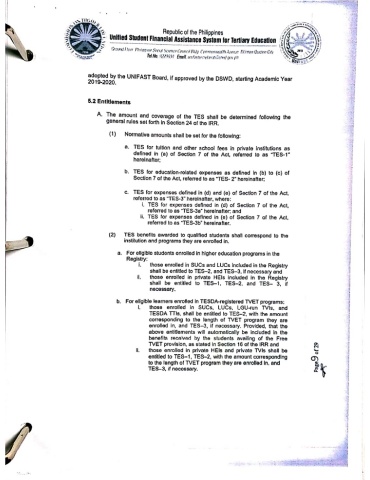 Republic of the Philippines
Unified Student Financial Assistance System for Tertiary Education
adopted by the UNIFAST Board, if approved by the DSWD, starting Academic Year
2019-2020.
5.2 Entitlements
A. The amount and coverage of the TES shall be determined following the
general rules set forth in Section 24 of the IRR.
(1) Normative amounts shall be set for the following:
a. TES for tuition and other school fees in private institutions as
defined in (a) of Section 7 of the Act, referred to as "TES-1"
hereinafter;
b. TES for education-related expenses as defined in (b) to (c) of
Section 7 of the Act, referred to as "TES- 2" hereinafter;
c. TES for expenses defined in (d) and (e) of Section 7 of the Act,
referred to as "TES-3" hereinafter, where:
i. TES for expenses defined in (d) of Section 7 of the Act,
referred to as "TES-3a" hereinafter; and
ii. TES for expenses defined in (e) of Section 7 of the Act,
referred to as "TES-3b" hereinafter.
(2) TES benefits awarded to qualified students shall correspond to the
institution and programs they are enrolled in.
a. For eligible students enrolled in higher education programs in the
Registry:
i. those enrolled in SUCs and LUCs included in the Registry
shall be entitled to TES–2, and TES–3, if necessary and
ii. those enrolled in private HEIs included in the Registry
shall be entitled to TES–1, TES–2, and TES– 3, if
necessary.
b. For eligible learners enrolled in TESDA-registered TVET programs:
i. those enrolled in SUCs, LUCs, LGU-run TVIs, and
TESDA TTIs, shall be entitled to TES–2, with the amount
corresponding to the length of TVET program they are
enrolled in, and TES–3, if necessary. Provided, that the
above entitlements will automatically be included in the
benefits received by the students availing of the Free
TVET provision, as stated in Section 16 of the IRR and
ii. those enrolled in private HEIs and private TVIs shall be
entitled to TES–1, TES–2, with the amount corresponding
to the length of TVET program they are enrolled in, and
TES–3, if necessary.
Page 9 of 29